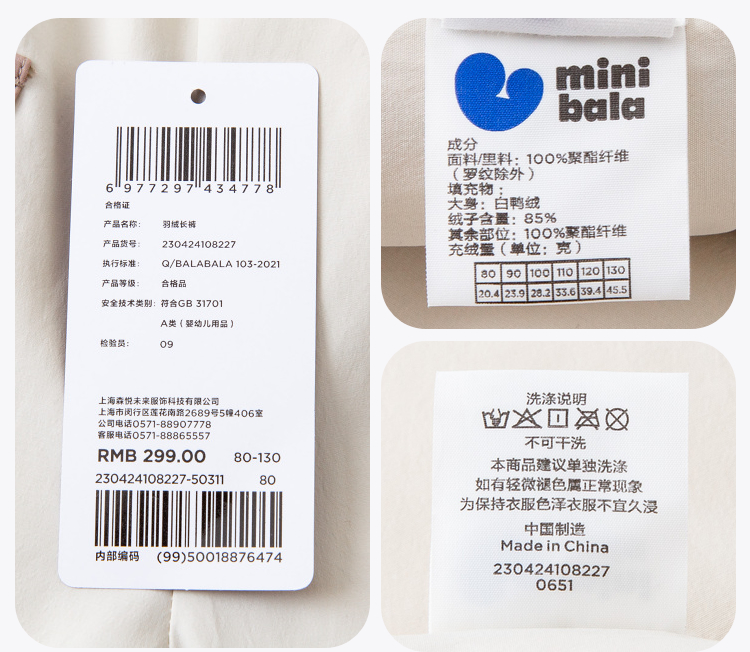 6 977297 434778
合格证
产品名称: 羽绒长裤
产品货号: 230424108227
执行标准: Q/BALABALA 103-2021
产品等级: 合格品
安全技术类别: 符合GB 31701
A类 (婴幼儿用品)
检验员: 09
上海森悦未来服饰科技有限公司
上海市闵行区莲花南路2689号5幢406室
公司电话0571-88907778
客服电话0571-88865557
RMB 299.00 80-130
230424108227-50311 80
内部编码 (99)50018876474
mini
bala
成分
面料/里料: 100%聚酯纤维
(罗纹除外)
填充物:
大身: 白鸭绒
绒子含量: 85%
其余部位: 100%聚酯纤维
充绒量(单位: 克)
80 90 100 110 120 130
20.4 23.9 28.2 33.6 39.4 45.5
洗涤说明
不可干洗
本商品建议单独洗涤
如有轻微褪色属正常现象
为保持衣服色泽衣服不宜久浸
中国制造
Made in China
230424108227
0651